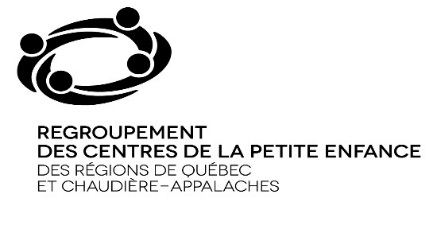 REGROUPEMENT
DES CENTRES DE LA PETITE ENFANCE
DES RÉGIONS DE QUÉBEC
ET CHAUDIÈRE-APPALACHES